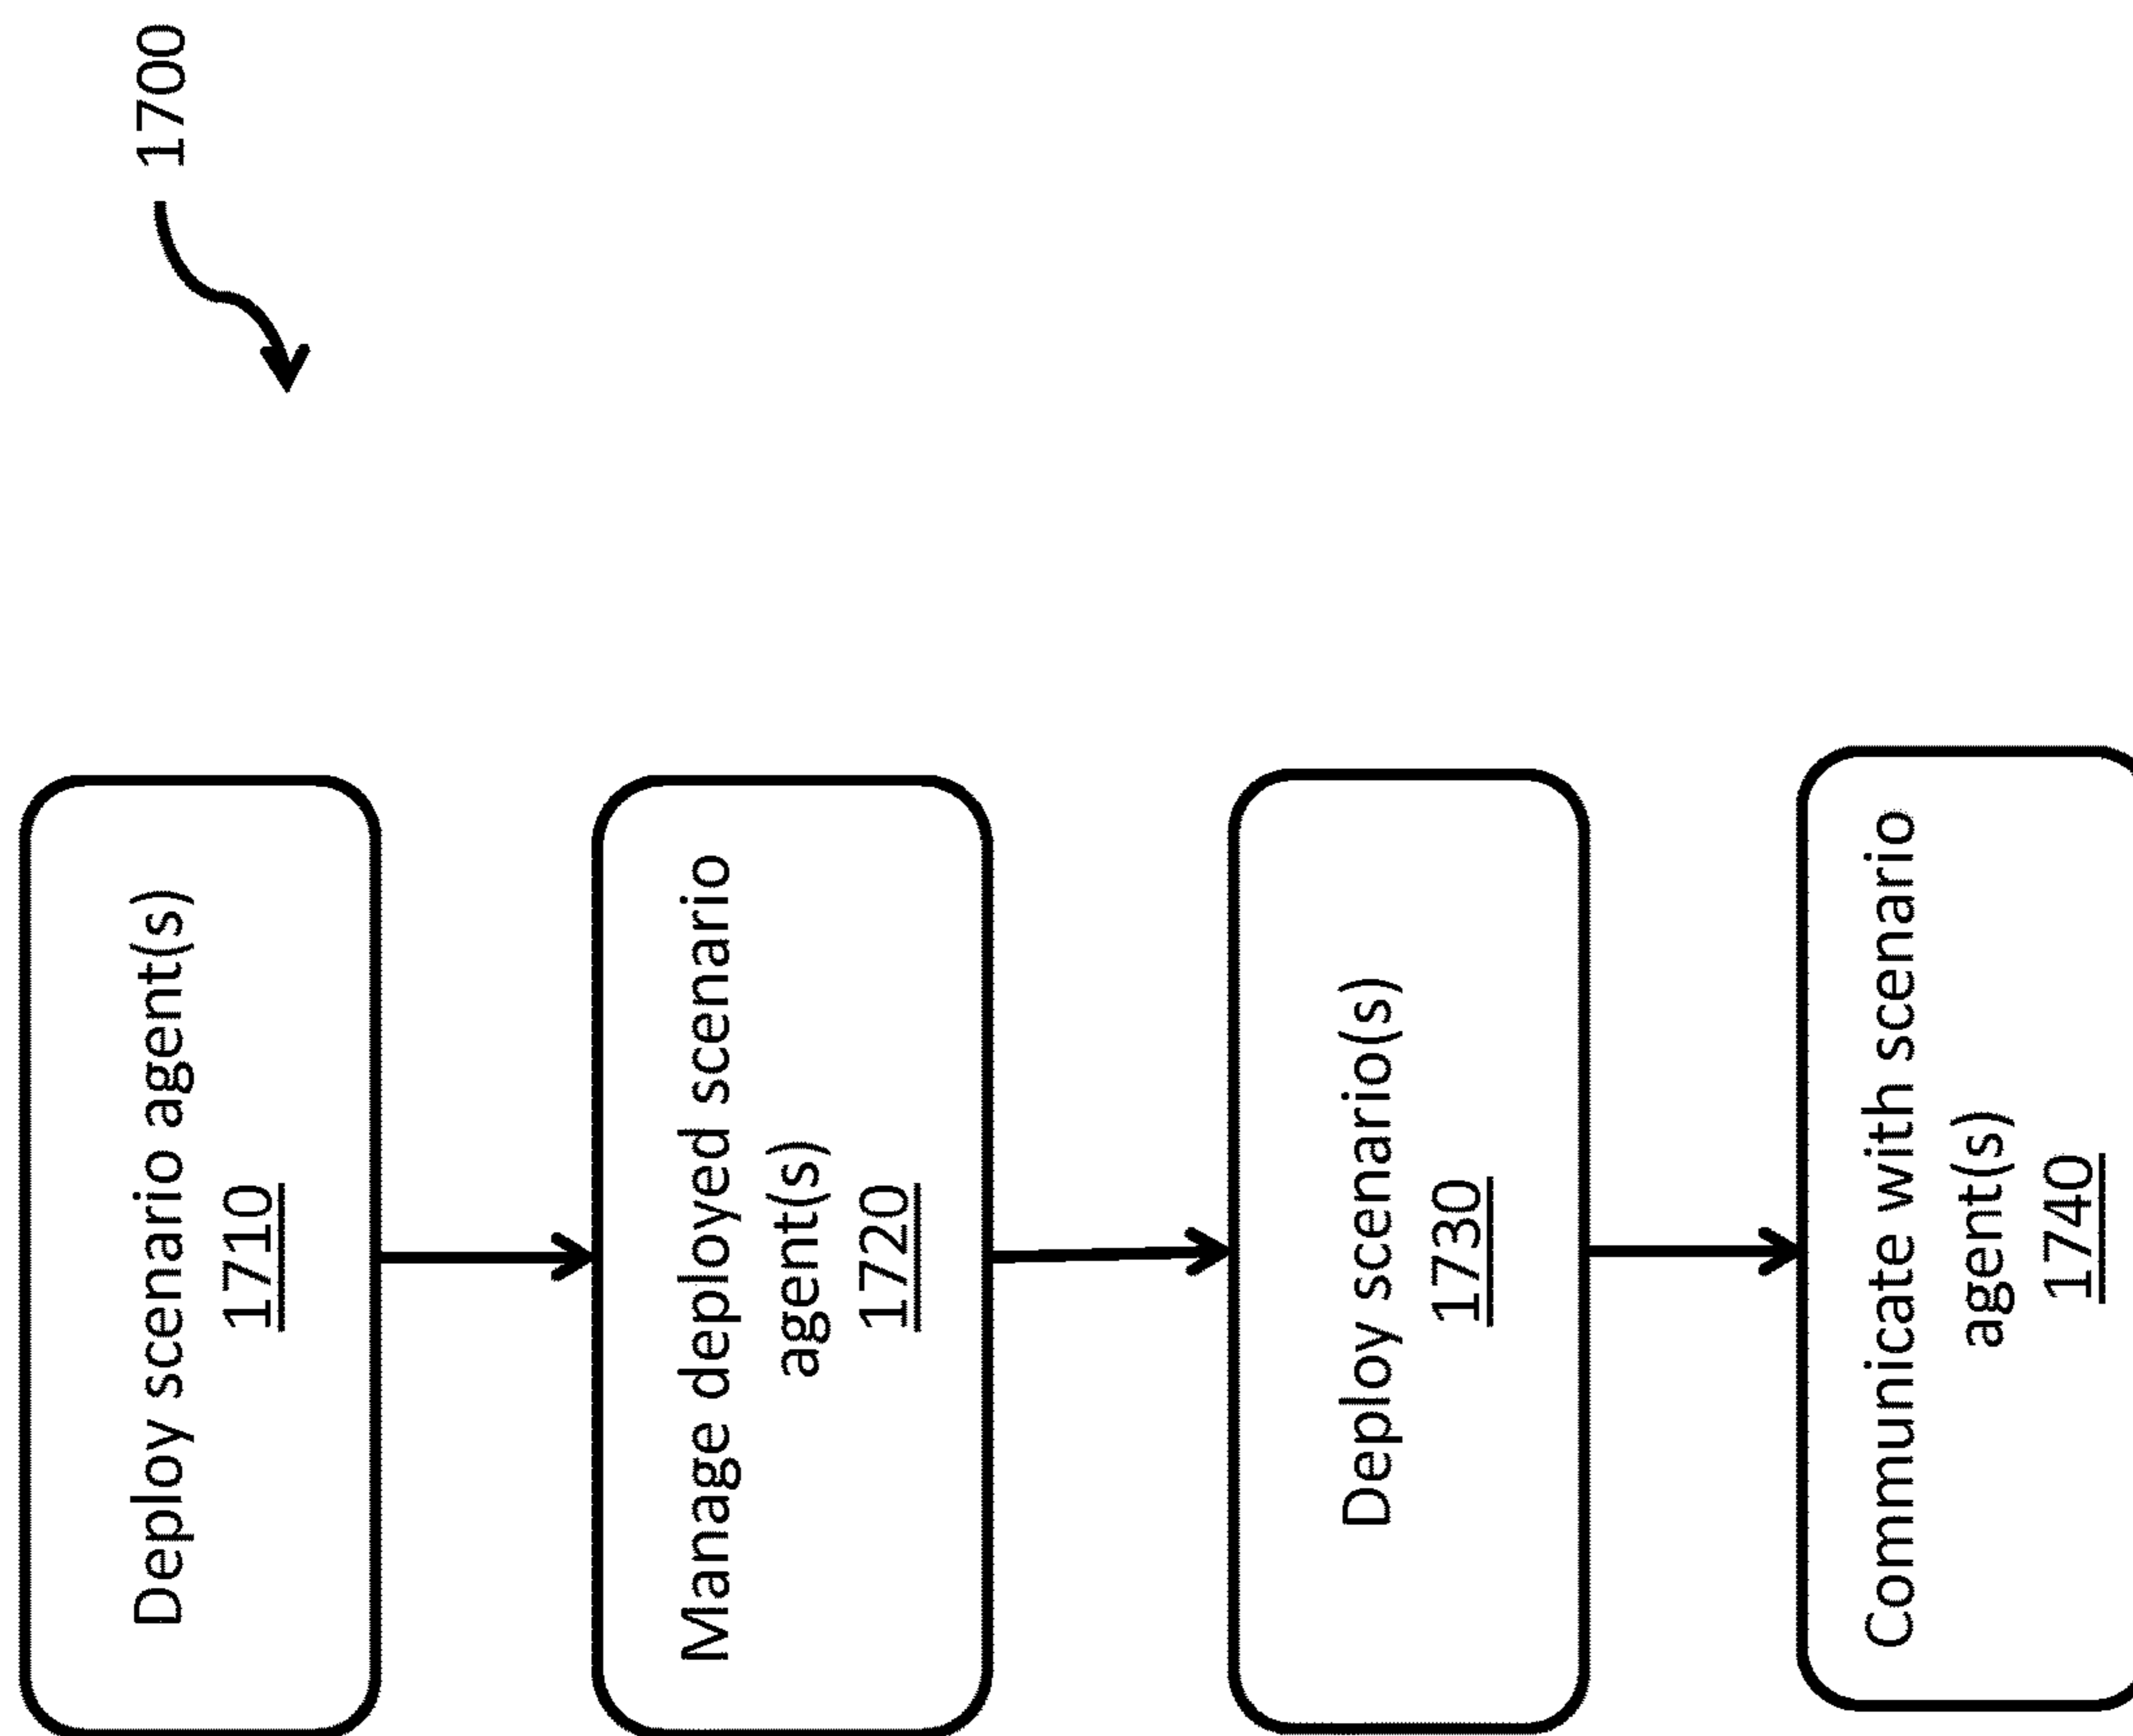 1700
Deploy scenario agent(s)
1710
Manage deployed scenario
agent(s)
1720
Deploy scenario(s)
1730
Communicate with scenario
agent(s)
1740